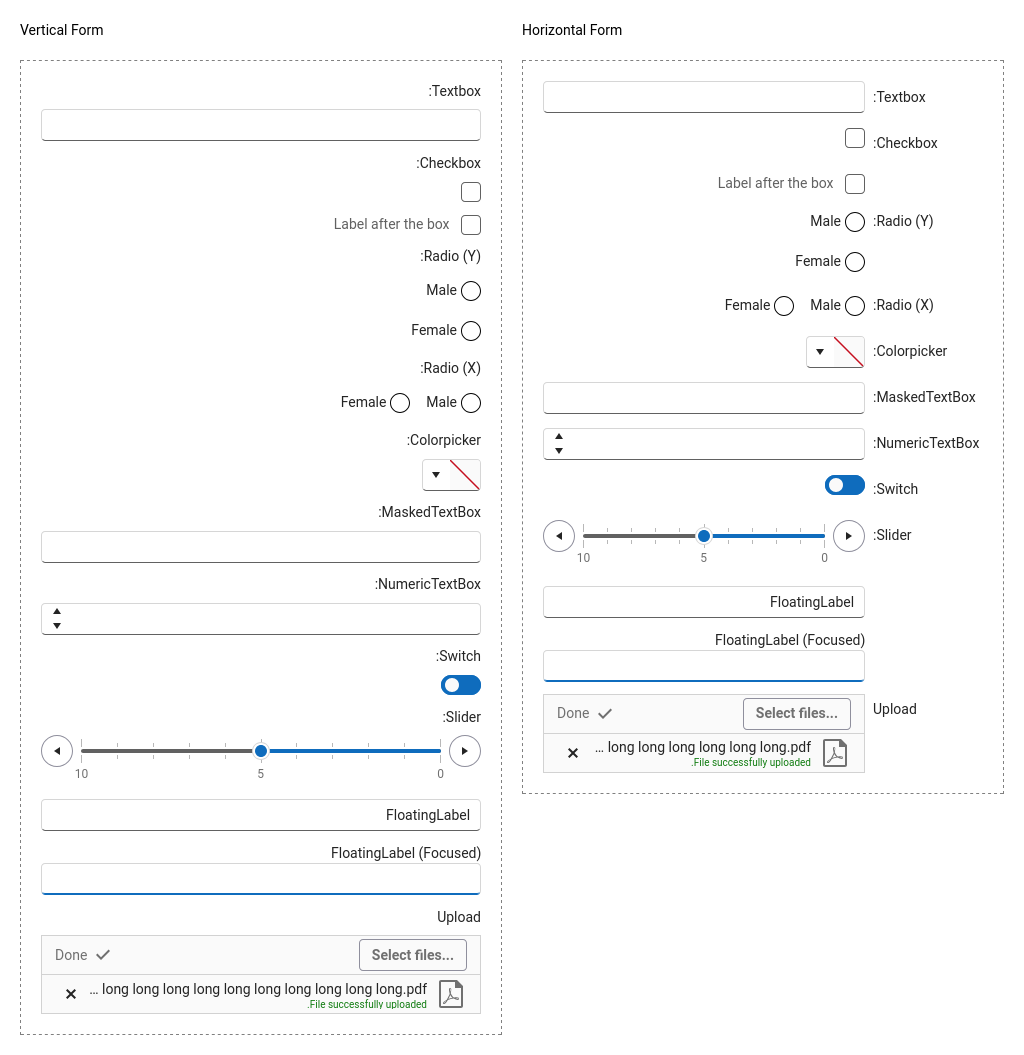 Vertical Form
:Textbox
:Checkbox
Label after the box
:Radio (Y)
Male
Female
:Radio (X)
Female Male
:Colorpicker
:MaskedTextBox
:NumericTextBox
:Switch
:Slider
10 5 0
FloatingLabel
FloatingLabel (Focused)
Upload
Done Select files...
... long long long long long long long long long long.pdf
.File successfully uploaded
Horizontal Form
:Textbox
:Checkbox
Label after the box
Male :Radio (Y)
Female
Female Male :Radio (X)
:Colorpicker
:MaskedTextBox
:NumericTextBox
:Switch
:Slider
10 5 0
FloatingLabel
FloatingLabel (Focused)
Done Select files... Upload
... long long long long long long.pdf
.File successfully uploaded